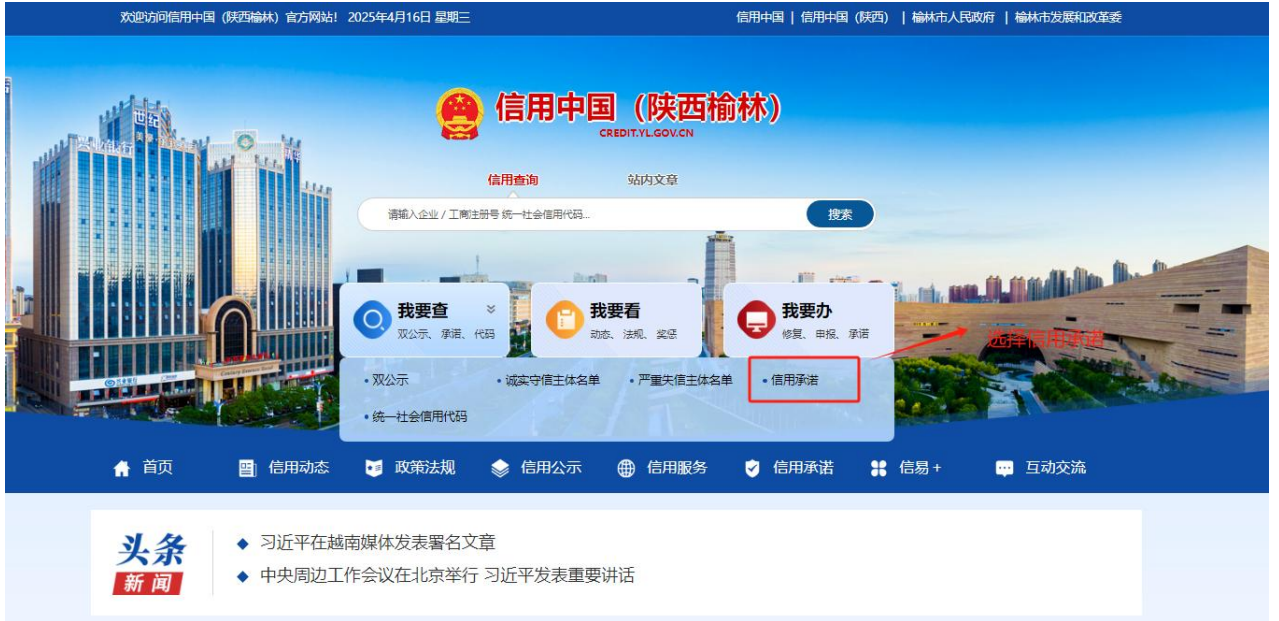 欢迎访问信用中国（陕西榆林）官方网站！ 2025年4月16日 星期三
信用中国 | 信用中国（陕西） | 榆林市人民政府 | 榆林市发展和改革委
世纪
美豪
兴业银行
精华
信用中国（陕西榆林）
CREDIT.YL.GOV.CN
信用查询 站内文章
请输入企业 / 工商注册号 统一社会信用代码... 搜索
我要查 我要看 我要办
双公示、承诺、代码 动态、法规、奖惩 修复、申报、承诺
选择信用承诺
• 双公示 • 诚实守信主体名单 • 严重失信主体名单 • 信用承诺
• 统一社会信用代码
首页 信用动态 政策法规 信用公示 信用服务 信用承诺 信易+ 互动交流
头条
新闻
◆ 习近平在越南媒体发表署名文章
◆ 中央周边工作会议在北京举行 习近平发表重要讲话